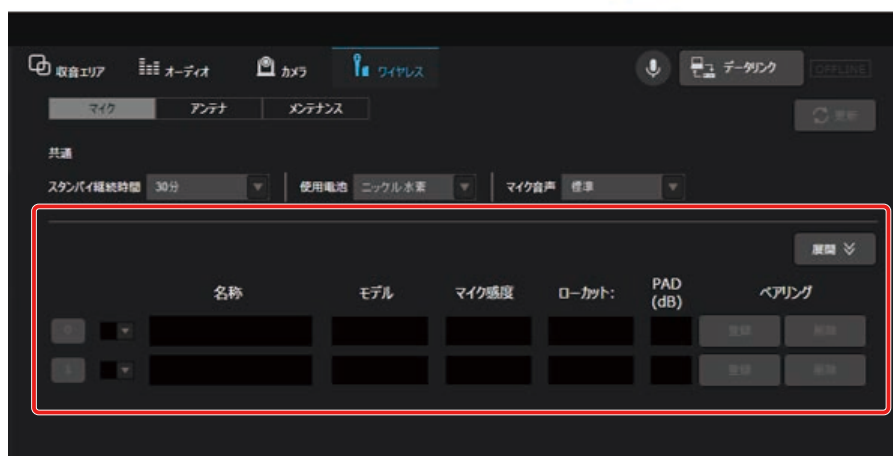 収音エリア オーディオ カメラ ワイヤレス データリンク OFFLINE
マイク アンテナ メンテナンス 更新
共通
スタンバイ継続時間 30分 使用電池 ニッケル水素 マイク音声 標準
展開
名称 モデル マイク感度 ローカット: PAD (dB) ペアリング
0 登録 削除
1 登録 削除